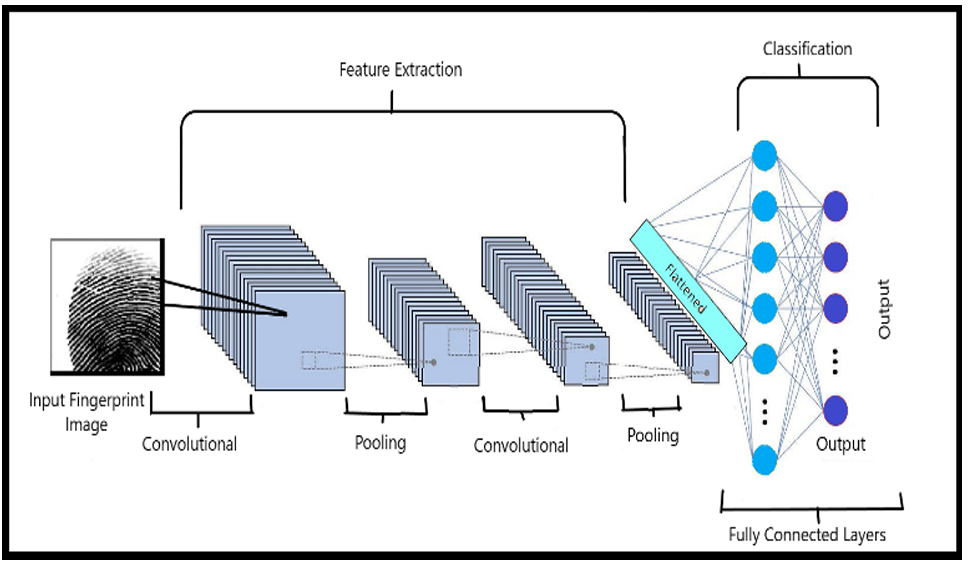 Classification
Feature Extraction
Flattened
Output
Input Fingerprint
Image
Convolutional
Pooling
Convolutional
Pooling
Output
Fully Connected Layers